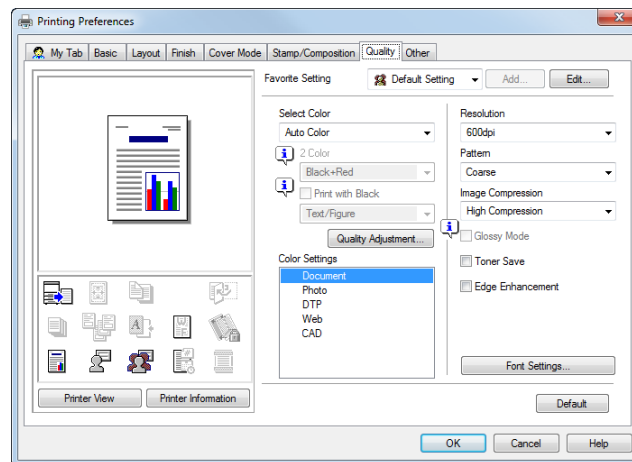 Printing Preferences
My Tab Basic Layout Finish Cover Mode Stamp/Composition Quality Other
Favorite Setting Default Setting Add... Edit...
Select Color
Auto Color
2 Color
Black+Red
Print with Black
Text/Figure
Quality Adjustment...
Color Settings
Document
Photo
DTP
Web
CAD
Resolution
600dpi
Pattern
Coarse
Image Compression
High Compression
Glossy Mode
Toner Save
Edge Enhancement
Font Settings...
Printer View Printer Information
Default
OK Cancel Help